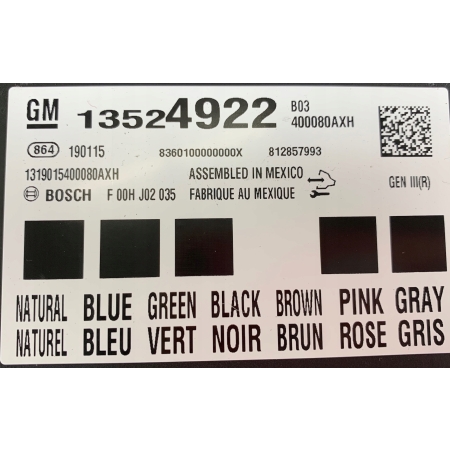 GM 13524922 B03
400080AXH
864 190115 8360100000000X 812857993
1319015400080AXH ASSEMBLED IN MEXICO
GEN III(R)
BOSCH F 00H J02 035 FABRIQUE AU MEXIQUE
NATURAL BLUE GREEN BLACK BROWN PINK GRAY
NATUREL BLEU VERT NOIR BRUN ROSE GRIS